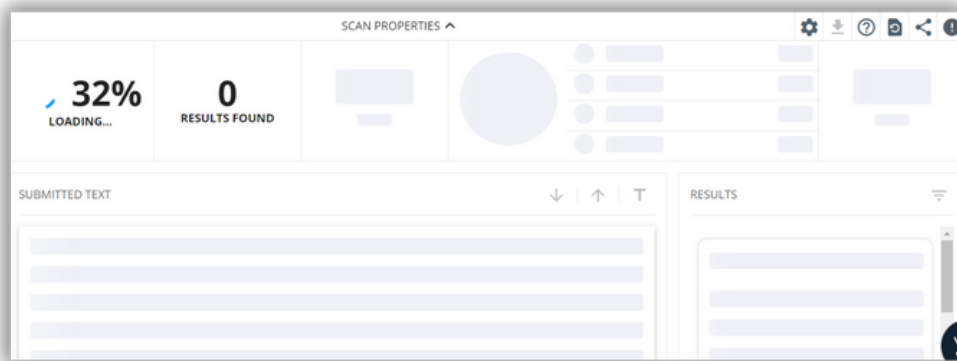 SCAN PROPERTIES
32%
LOADING...
0
RESULTS FOUND
SUBMITTED TEXT
T
RESULTS